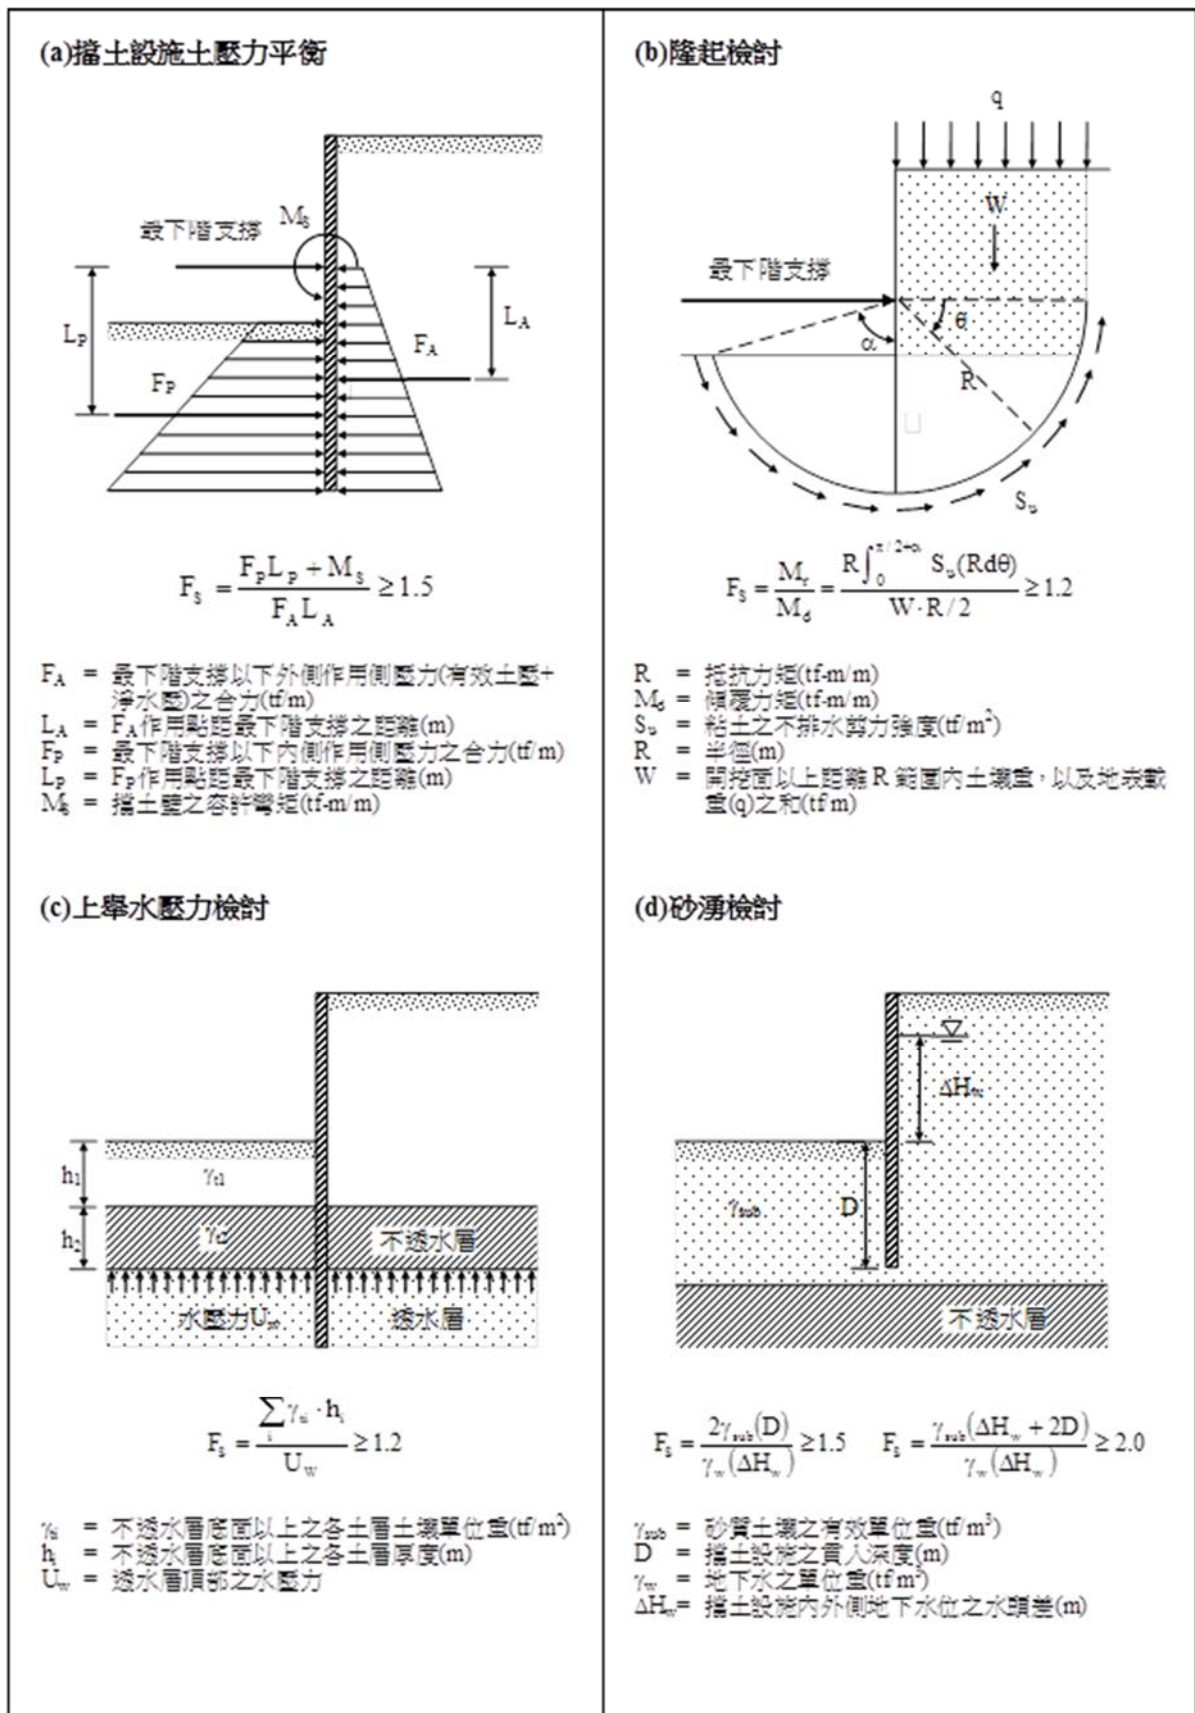 (a)擋土設施土壓力平衡
最下階支撐
M_S
L_P
L_A
F_P
F_A
F_S = (F_P L_P + M_S) / (F_A L_A) ≥ 1.5
F_A = 最下階支撐以下外側作用側壓力(有效土壓+
淨水壓)之合力(tf/m)
L_A = F_A作用點距最下階支撐之距離(m)
F_P = 最下階支撐以下內側作用側壓力之合力(tf/m)
L_P = F_P作用點距最下階支撐之距離(m)
M_S = 擋土壁之容許彎矩(tf-m/m)
(b)隆起檢討
q
W
最下階支撐
θ
α
R
S_u
F_S = M_r / M_d = R∫_0^{π/2+α} S_u(Rdθ) / (W·R/2) ≥ 1.2
R = 抵抗力矩(tf-m/m)
M_d = 傾覆力矩(tf-m/m)
S_u = 粘土之不排水剪力強度(tf/m²)
R = 半徑(m)
W = 開挖面以上距離 R 範圍內土壤重，以及地表載
重(q)之和(tf/m)
(c)上舉水壓力檢討
h₁
γ_t1
h₂
γ_t2
不透水層
水壓力U_w
透水層
F_S = Σ_i γ_ti · h_i / U_W ≥ 1.2
γ_ti = 不透水層底面以上之各土層土壤單位重(tf/m³)
h_i = 不透水層底面以上之各土層厚度(m)
U_w = 透水層頂部之水壓力
(d)砂湧檢討
ΔH_w
γ_sub
D
不透水層
F_S = 2γ_sub(D) / γ_w(ΔH_w) ≥ 1.5 F_S = γ_sub(ΔH_w + 2D) / γ_w(ΔH_w) ≥ 2.0
γ_sub = 砂質土壤之有效單位重(tf/m³)
D = 擋土設施之貫入深度(m)
γ_w = 地下水之單位重(tf/m³)
ΔH_w = 擋土設施內外側地下水位之水頭差(m)